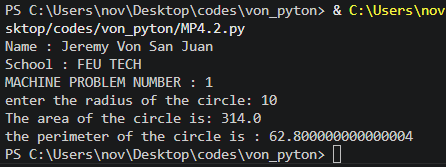 PS C:\Users\nov\Desktop\codes\von_pyton> & C:\Users\nov
sktop/codes/von_pyton/MP4.2.py
Name : Jeremy Von San Juan
School : FEU TECH
MACHINE PROBLEM NUMBER : 1
enter the radius of the circle: 10
The area of the circle is: 314.0
the perimeter of the circle is : 62.800000000000004
PS C:\Users\nov\Desktop\codes\von_pyton>